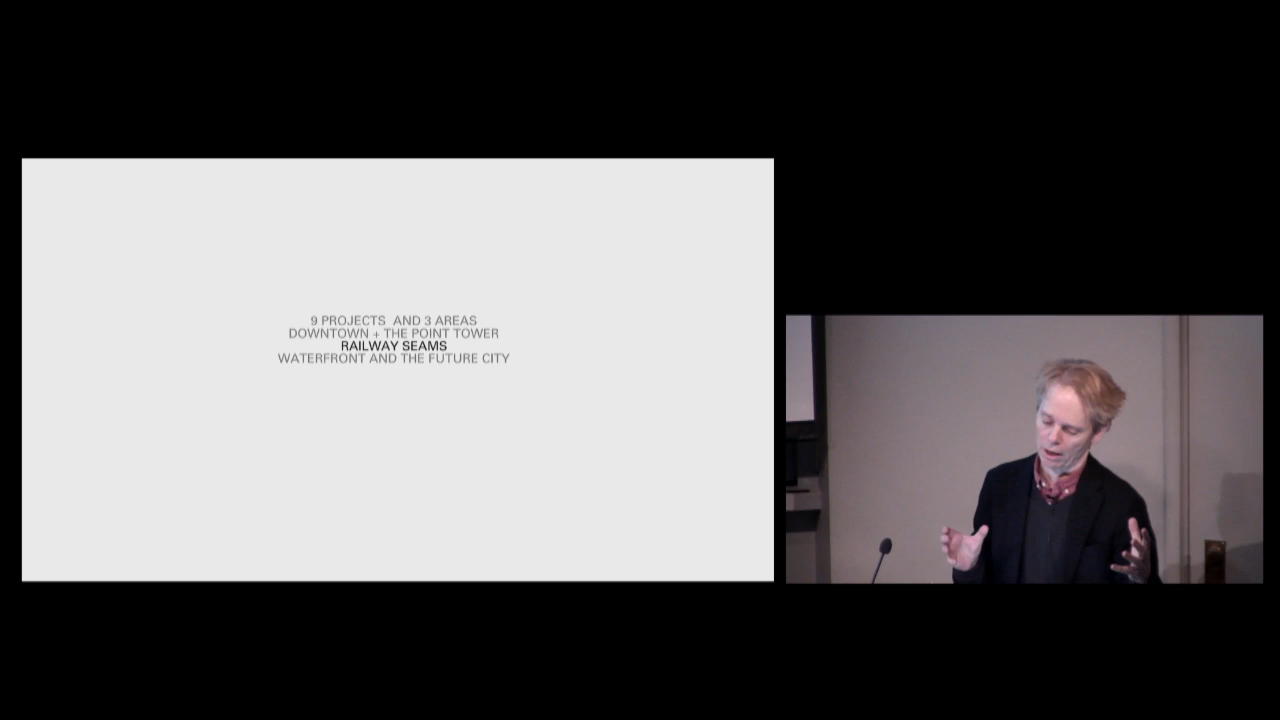 9 PROJECTS  AND 3 AREAS
DOWNTOWN + THE POINT TOWER
RAILWAY SEAMS
WATERFRONT AND THE FUTURE CITY